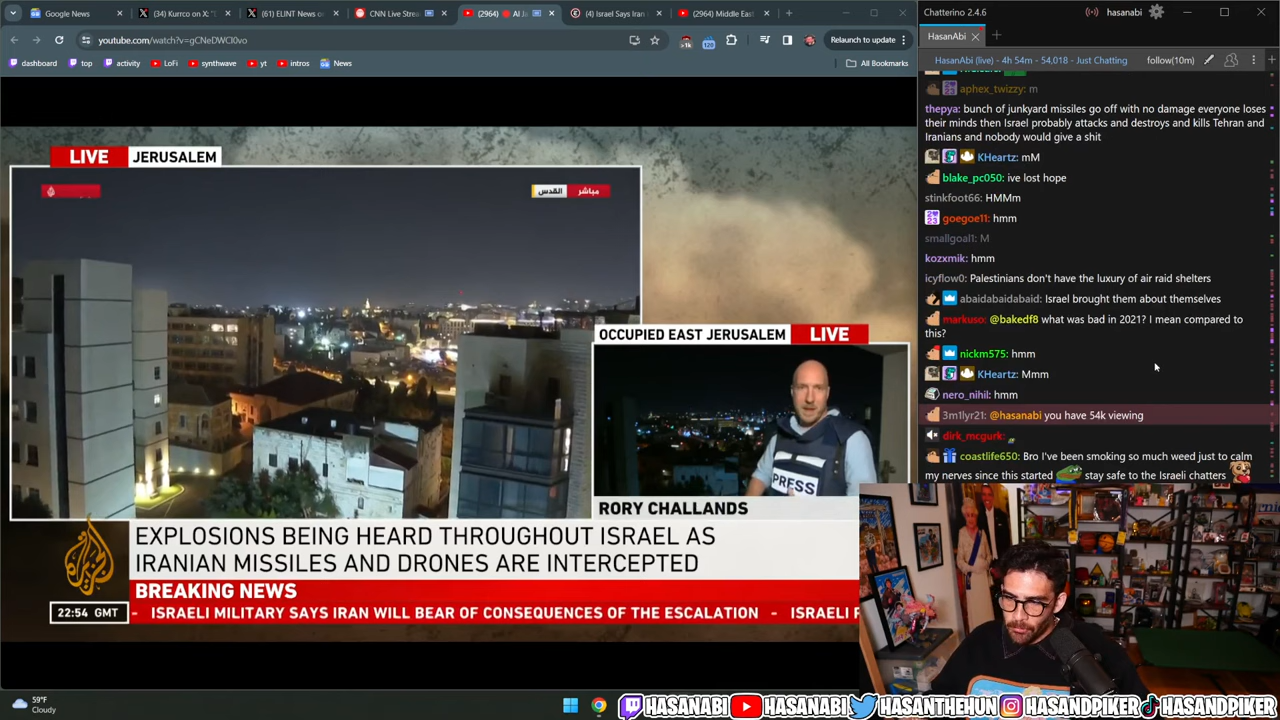 Google News
(34) Kurrco on X: "
(61) ELINT News o
CNN Live Stre
(2964)
Al Ja
(4) Israel Says Iran
(2964) Middle East
youtube.com/watch?v=gCNeDWCl0vo
>1k
120
Relaunch to update
dashboard
top
activity
LoFi
synthwave
yt
intros
News
All Bookmarks
LIVE
JERUSALEM
القدس
مباشر
OCCUPIED EAST JERUSALEM
LIVE
PRESS
RORY CHALLANDS
EXPLOSIONS BEING HEARD THROUGHOUT ISRAEL AS
IRANIAN MISSILES AND DRONES ARE INTERCEPTED
BREAKING NEWS
22:54 GMT
- ISRAELI MILITARY SAYS IRAN WILL BEAR OF CONSEQUENCES OF THE ESCALATION - ISRAELI
الجزيرة
59°F
Cloudy
Chatterino 2.4.6
hasanabi
HasanAbi
HasanAbi (live) - 4h 54m - 54,018 - Just Chatting
follow(10m)
aphex_twizzy: m
thepya: bunch of junkyard missiles go off with no damage everyone loses
their minds then Israel probably attacks and destroys and kills Tehran and
Iranians and nobody would give a shit
KHeartz: mM
blake_pc050: ive lost hope
stinkfoot66: HMMm
goegoe11: hmm
smallgoal1: M
kozxmik: hmm
icyflow0: Palestinians don't have the luxury of air raid shelters
abaidabaidabaid: Israel brought them about themselves
markuso: @bakedf8 what was bad in 2021? I mean compared to
this?
nickm575: hmm
KHeartz: Mmm
nero_nihil: hmm
3m1lyr21: @hasanabi you have 54k viewing
dirk_mcgurk:
coastlife650: Bro I've been smoking so much weed just to calm
my nerves since this started stay safe to the Israeli chatters
HASANABI
HASANABI
HASANTHEHUN
HASANDPIKER
HASANDPIKER